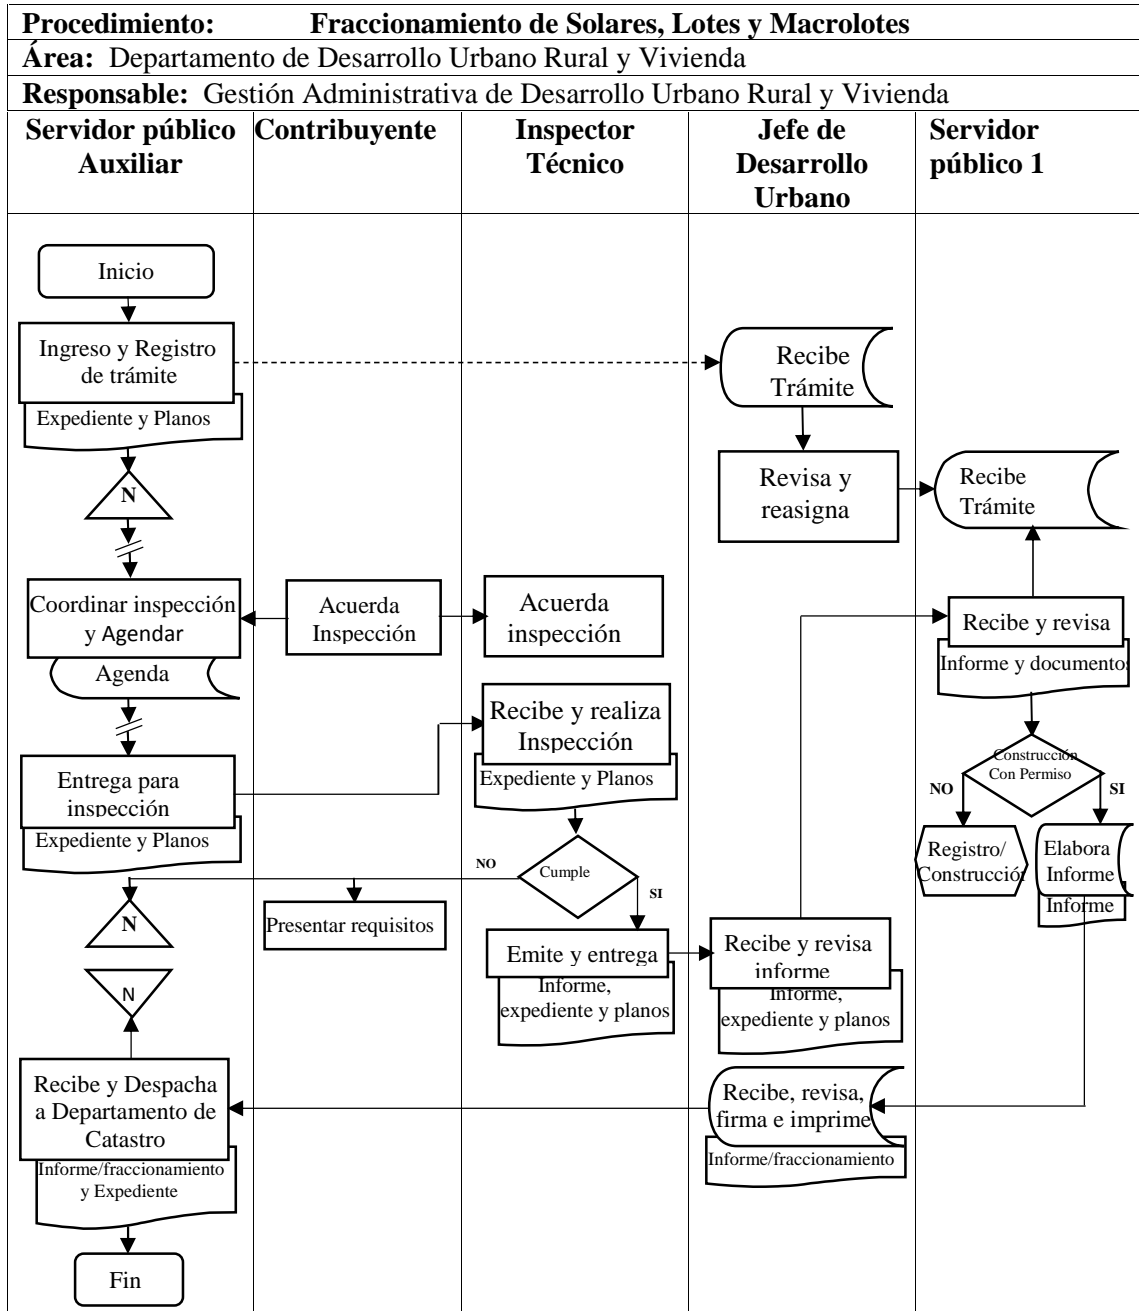 Procedimiento: Fraccionamiento de Solares, Lotes y Macrolotes
Área: Departamento de Desarrollo Urbano Rural y Vivienda
Responsable: Gestión Administrativa de Desarrollo Urbano Rural y Vivienda
Servidor público
Auxiliar
Contribuyente
Inspector
Técnico
Jefe de
Desarrollo
Urbano
Servidor
público 1
Inicio
Ingreso y Registro
de trámite
Expediente y Planos
Recibe
Trámite
N
Revisa y
reasigna
Recibe
Trámite
Coordinar inspección
y Agendar
Agenda
Acuerda
Inspección
Acuerda
inspección
Recibe y revisa
Informe y documentos
Recibe y realiza
Inspección
Expediente y Planos
Construcción
Con Permiso
NO
SI
Entrega para
inspección
Expediente y Planos
Registro/
Construcción
Elabora
Informe
Informe
Cumple
NO
SI
N
Presentar requisitos
Emite y entrega
Informe,
expediente y planos
Recibe y revisa
informe
Informe,
expediente y planos
N
Recibe y Despacha
a Departamento de
Catastro
Informe/fraccionamiento
y Expediente
Recibe, revisa,
firma e imprime
Informe/fraccionamiento
Fin